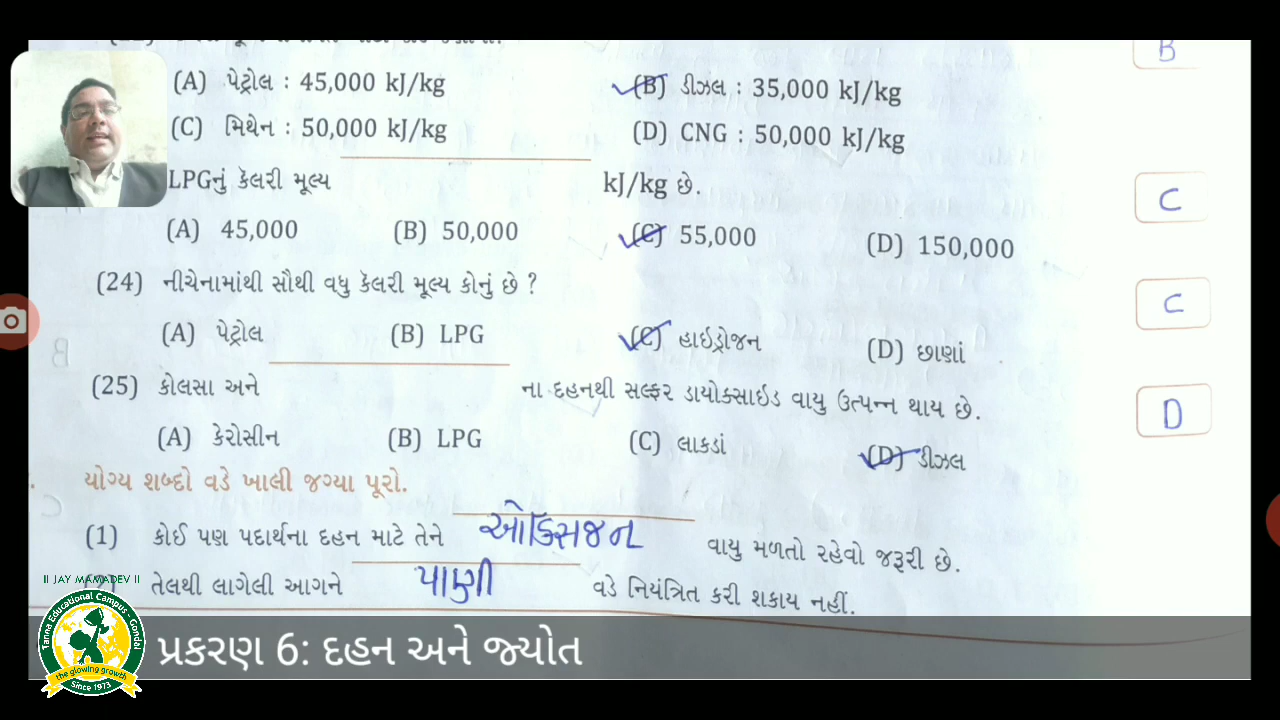 (A) પેટ્રોલ : 45,000 kJ/kg (B) ડીઝલ : 35,000 kJ/kg
B
(C) મિથેન : 50,000 kJ/kg (D) CNG : 50,000 kJ/kg
LPGનું કૅલરી મૂલ્ય kJ/kg છે.
C
(A) 45,000 (B) 50,000 (C) 55,000 (D) 150,000
(24) નીચેનામાંથી સૌથી વધુ કૅલરી મૂલ્ય કોનું છે ?
C
(A) પેટ્રોલ (B) LPG (C) હાઇડ્રોજન (D) છાણાં
(25) કોલસા અને ના દહનથી સલ્ફર ડાયોક્સાઇડ વાયુ ઉત્પન્ન થાય છે.
D
(A) કેરોસીન (B) LPG (C) લાકડાં (D) ડીઝલ
યોગ્ય શબ્દો વડે ખાલી જગ્યા પૂરો.
(1) કોઈ પણ પદાર્થના દહન માટે તેને ઓક્સિજન વાયુ મળતો રહેવો જરૂરી છે.
તેલથી લાગેલી આગને પાણી વડે નિયંત્રિત કરી શકાય નહીં.
॥ JAY MAMADEV ॥
Tanna Educational Campus - Gondal
the glowing growth
Since 1973
પ્રકરણ 6: દહન અને જ્યોત